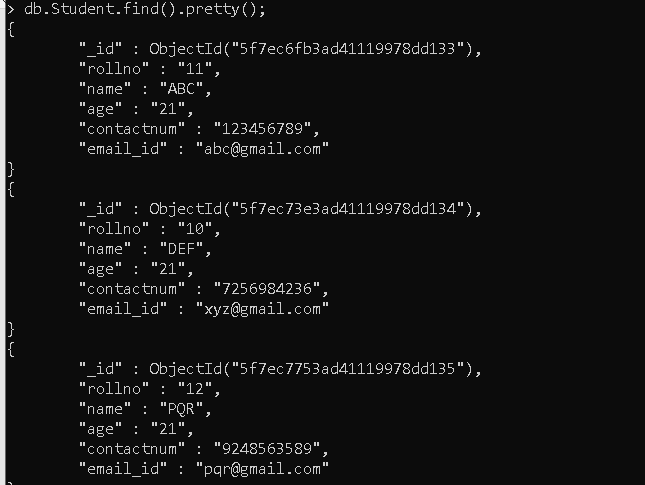 > db.Student.find().pretty();
{
"_id" : ObjectId("5f7ec6fb3ad41119978dd133"),
"rollno" : "11",
"name" : "ABC",
"age" : "21",
"contactnum" : "123456789",
"email_id" : "abc@gmail.com"
}
{
"_id" : ObjectId("5f7ec73e3ad41119978dd134"),
"rollno" : "10",
"name" : "DEF",
"age" : "21",
"contactnum" : "7256984236",
"email_id" : "xyz@gmail.com"
}
{
"_id" : ObjectId("5f7ec7753ad41119978dd135"),
"rollno" : "12",
"name" : "PQR",
"age" : "21",
"contactnum" : "9248563589",
"email_id" : "pqr@gmail.com"
}